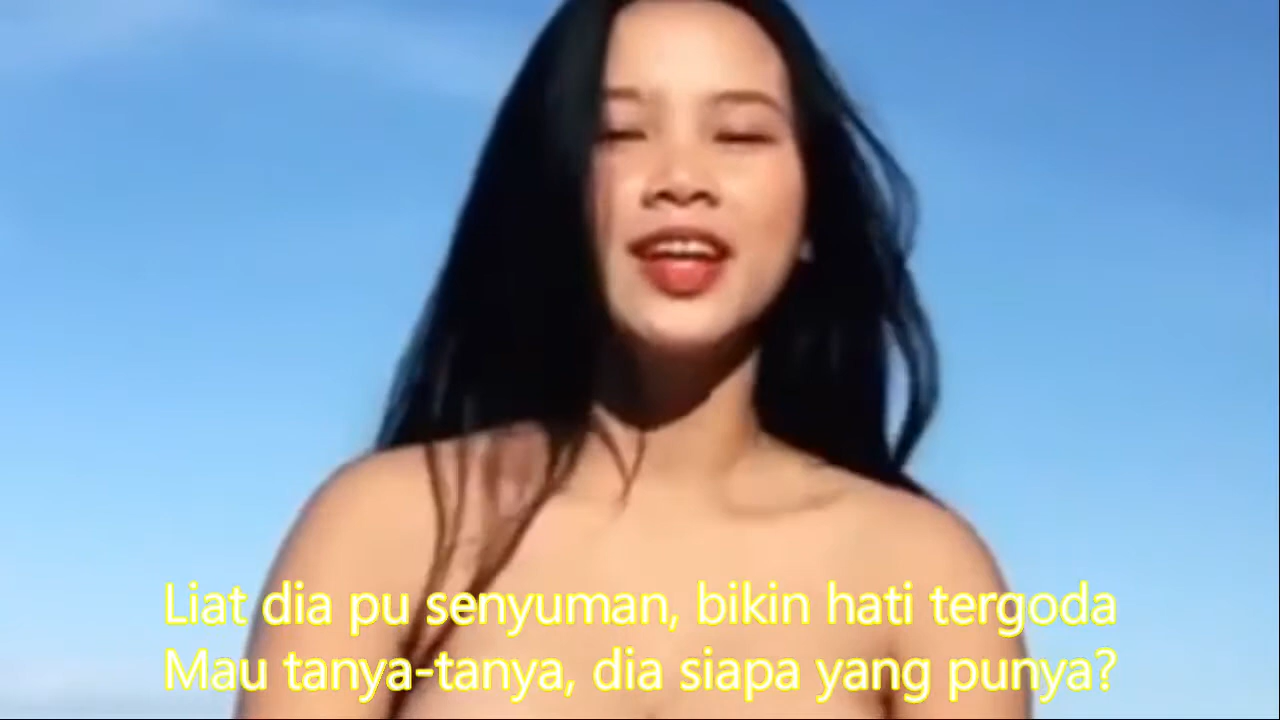 Liat dia pu senyuman, bikin hati tergoda
Mau tanya-tanya, dia siapa yang punya?